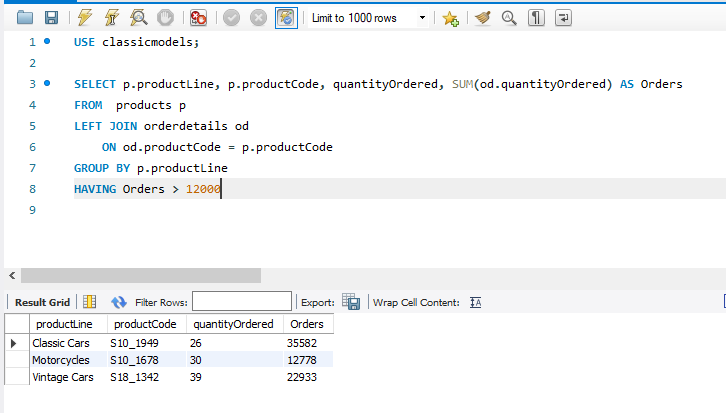 Limit to 1000 rows
1 USE classicmodels;
2
3 SELECT p.productLine, p.productCode, quantityOrdered, SUM(od.quantityOrdered) AS Orders
4 FROM products p
5 LEFT JOIN orderdetails od
6 ON od.productCode = p.productCode
7 GROUP BY p.productLine
8 HAVING Orders > 12000
9
Result Grid Filter Rows: Export: Wrap Cell Content: IA
productLine productCode quantityOrdered Orders
Classic Cars S10_1949 26 35582
Motorcycles S10_1678 30 12778
Vintage Cars S18_1342 39 22933